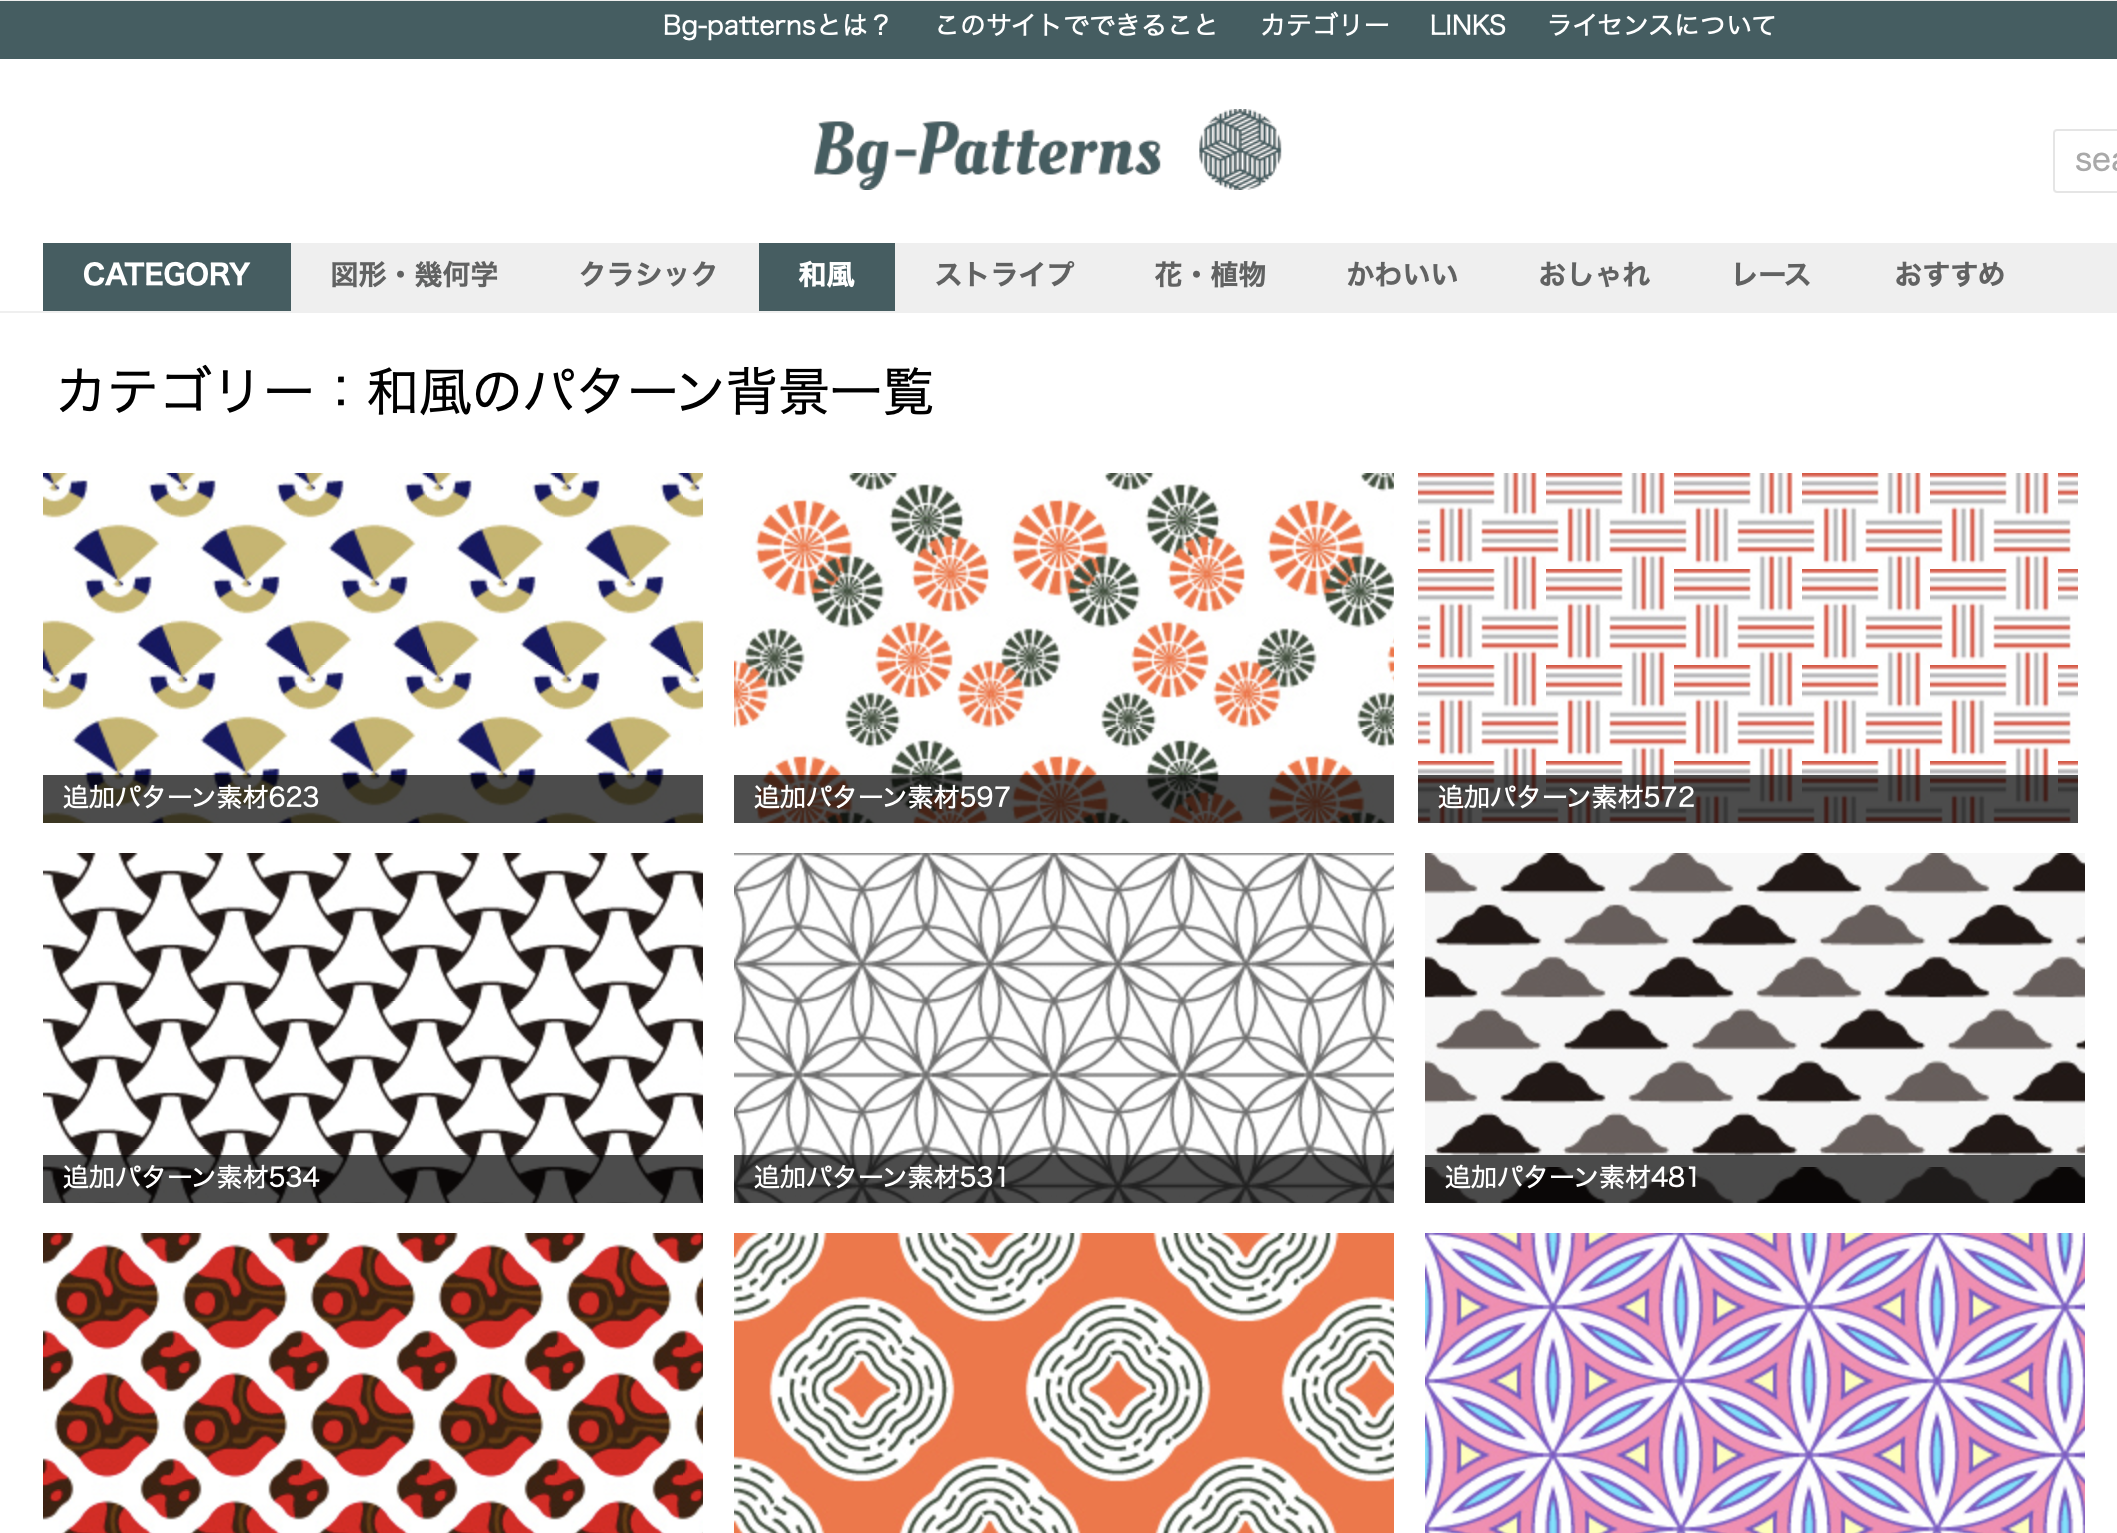 Bg-patternsとは？ このサイトでできること カテゴリー LINKS ライセンスについて
Bg-Patterns
CATEGORY 図形・幾何学 クラシック 和風 ストライプ 花・植物 かわいい おしゃれ レース おすすめ
カテゴリー：和風のパターン背景一覧
追加パターン素材623 追加パターン素材597 追加パターン素材572
追加パターン素材534 追加パターン素材531 追加パターン素材481